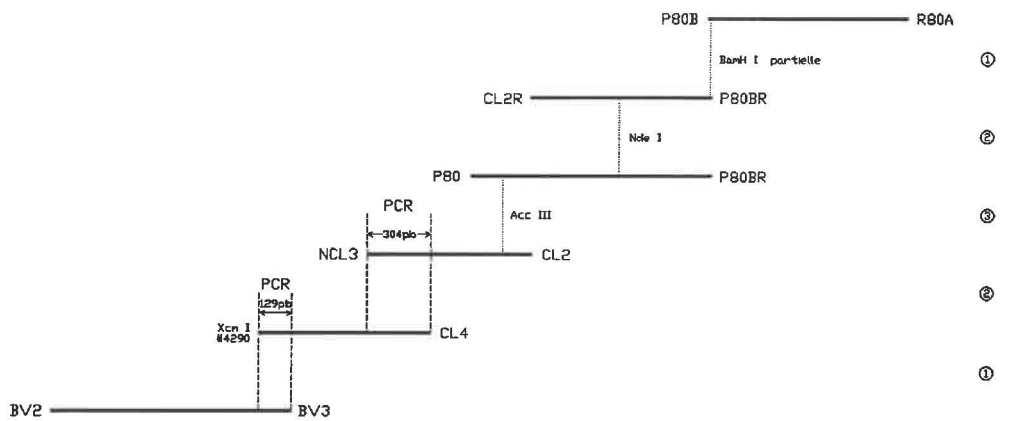 P80B R80A
BamH I partielle ①
CL2R P80BR
Nde I ②
P80 P80BR
PCR
Acc III ③
304pb
NCL3 CL2
PCR
129pb ②
Xcm I
#4290 CL4
①
BV2 BV3